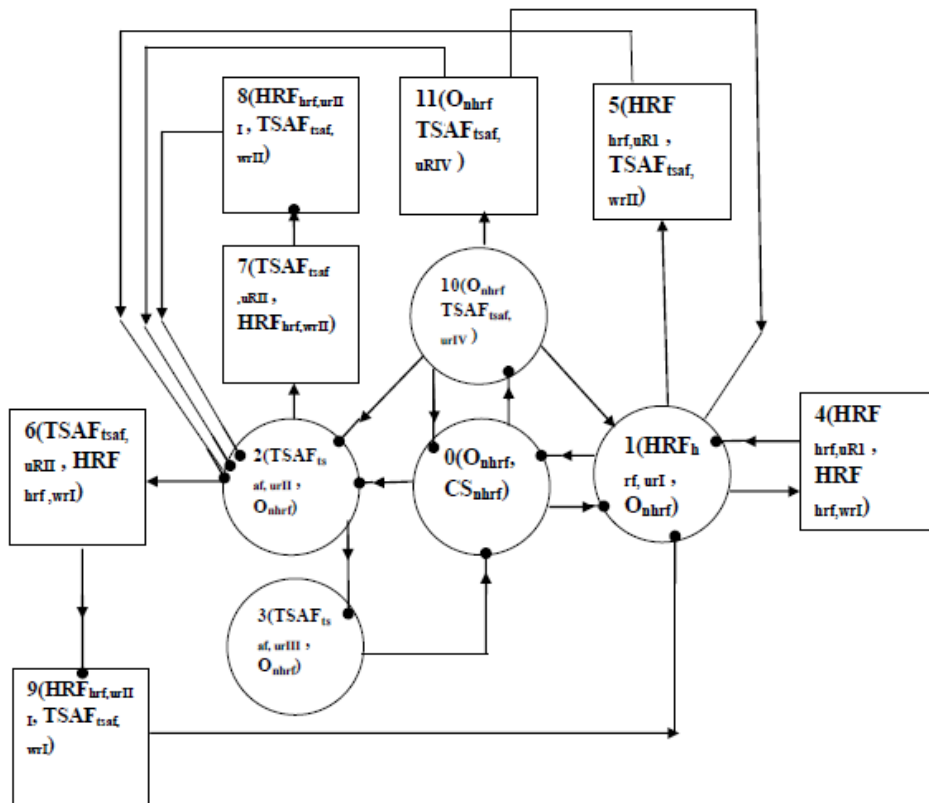 8(HRFhrf,urII
I, TSAFtsaf,
wrII)
11(Onhrf
TSAFtsaf,
uRIV)
5(HRF
hrf,uR1 ,
TSAFtsaf,
wrII)
7(TSAFtsaf
,uRII ,
HRFhrf,wrII)
10(Onhrf
TSAFtsaf,
urIV )
6(TSAFtsaf,
uRII , HRF
hrf ,wrI)
2(TSAFts
af, urII ,
Onhrf)
0(Onhrf,
CSnhrf)
1(HRFh
rf, urI ,
Onhrf)
4(HRF
hrf,uR1 ,
HRF
hrf,wrI)
3(TSAFts
af, urIII ,
Onhrf)
9(HRFhrf,urII
I, TSAFtsaf,
wrI)